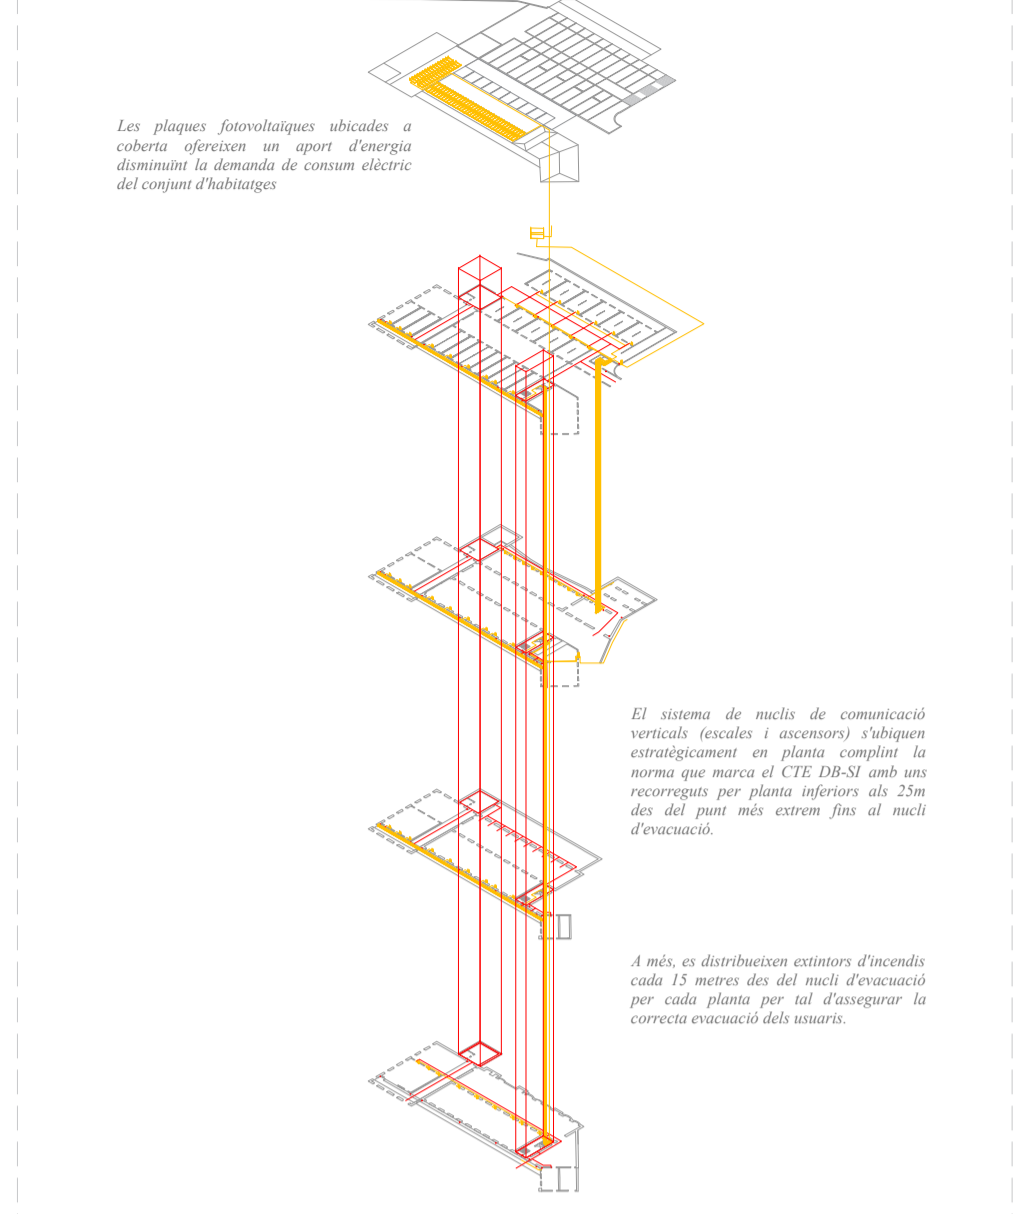 Les plaques fotovoltaïques ubicades a
coberta ofereixen un aport d'energia
disminuïnt la demanda de consum elèctric
del conjunt d'habitatges
El sistema de nuclis de comunicació
verticals (escales i ascensors) s'ubiquen
estratègicament en planta complint la
norma que marca el CTE DB-SI amb uns
recorreguts per planta inferiors als 25m
des del punt més extrem fins al nucli
d'evacuació.
A més, es distribueixen extintors d'incendis
cada 15 metres des del nucli d'evacuació
per cada planta per tal d'assegurar la
correcta evacuació dels usuaris.